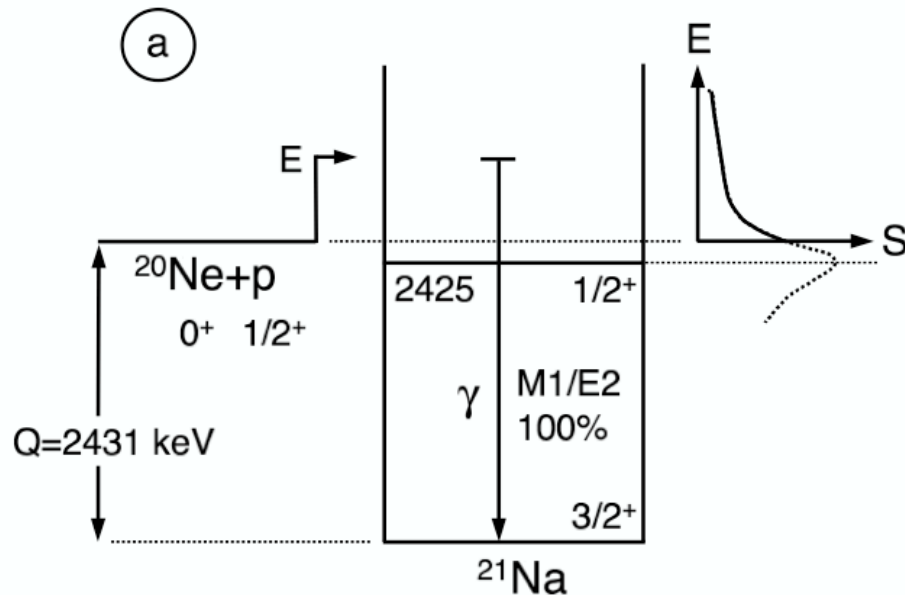 a
E
E
S
²⁰Ne+p
0⁺ 1/2⁺
2425 1/2⁺
γ
M1/E2
100%
Q=2431 keV
3/2⁺
²¹Na